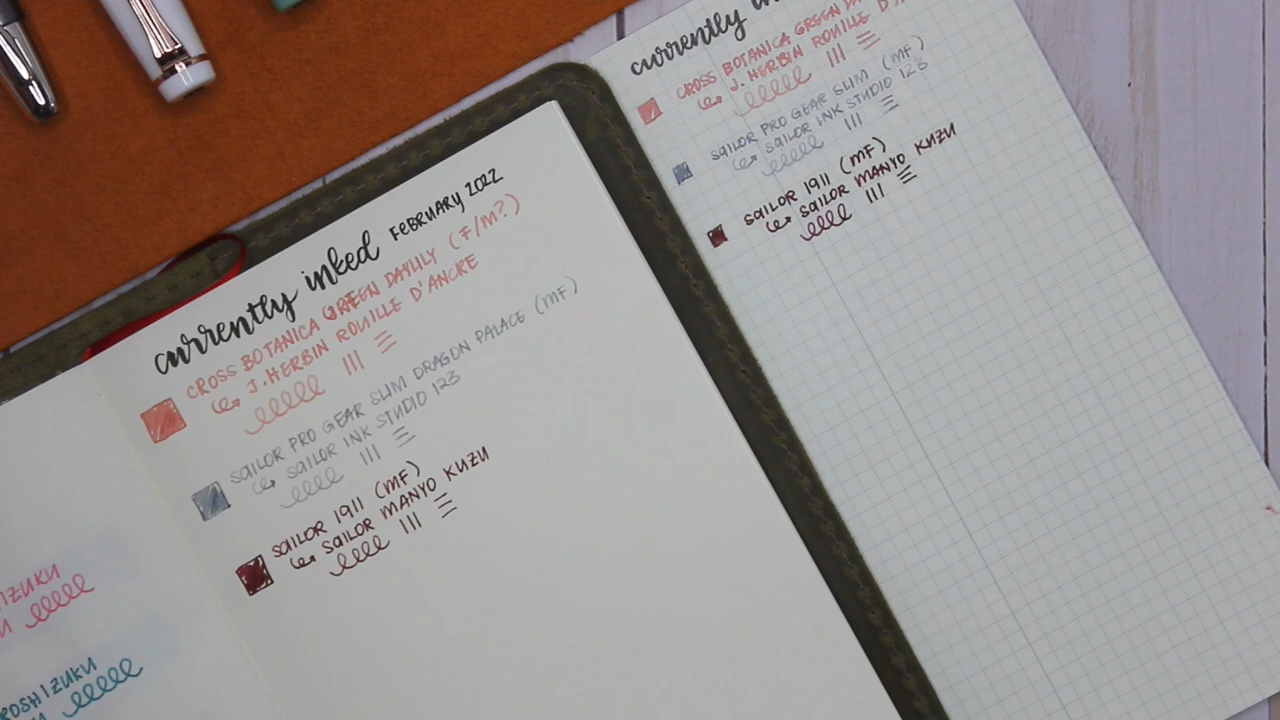 currently inked FEBRUARY 2022
CROSS BOTANICA GREEN DAYLILY (F/M?)
J. HERBIN ROUILLE D'ANCRE
SAILOR PRO GEAR SLIM DRAGON PALACE (MF)
SAILOR INK STUDIO 123
SAILOR 1911 (MF)
SAILOR MANYO KUZU
currently
CROSS BOTANICA GREEN
J. HERBIN ROUILLE
SAILOR PRO GEAR SLIM (MF)
SAILOR INK STUDIO 123
SAILOR 1911 (MF)
SAILOR MANYO KUZU